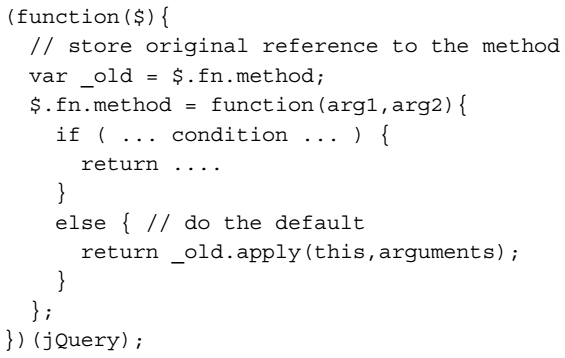 (function($){
  // store original reference to the method
  var _old = $.fn.method;
  $.fn.method = function(arg1,arg2){
    if ( ... condition ... ) {
      return ....
    }
    else { // do the default
      return _old.apply(this,arguments);
    }
  };
})(jQuery);